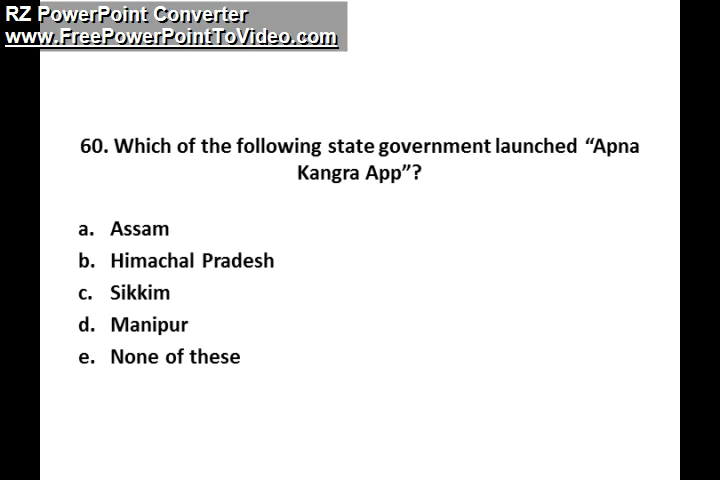 RZ PowerPoint Converter
www.FreePowerPointToVideo.com
60. Which of the following state government launched “Apna
Kangra App”?
a. Assam
b. Himachal Pradesh
c. Sikkim
d. Manipur
e. None of these